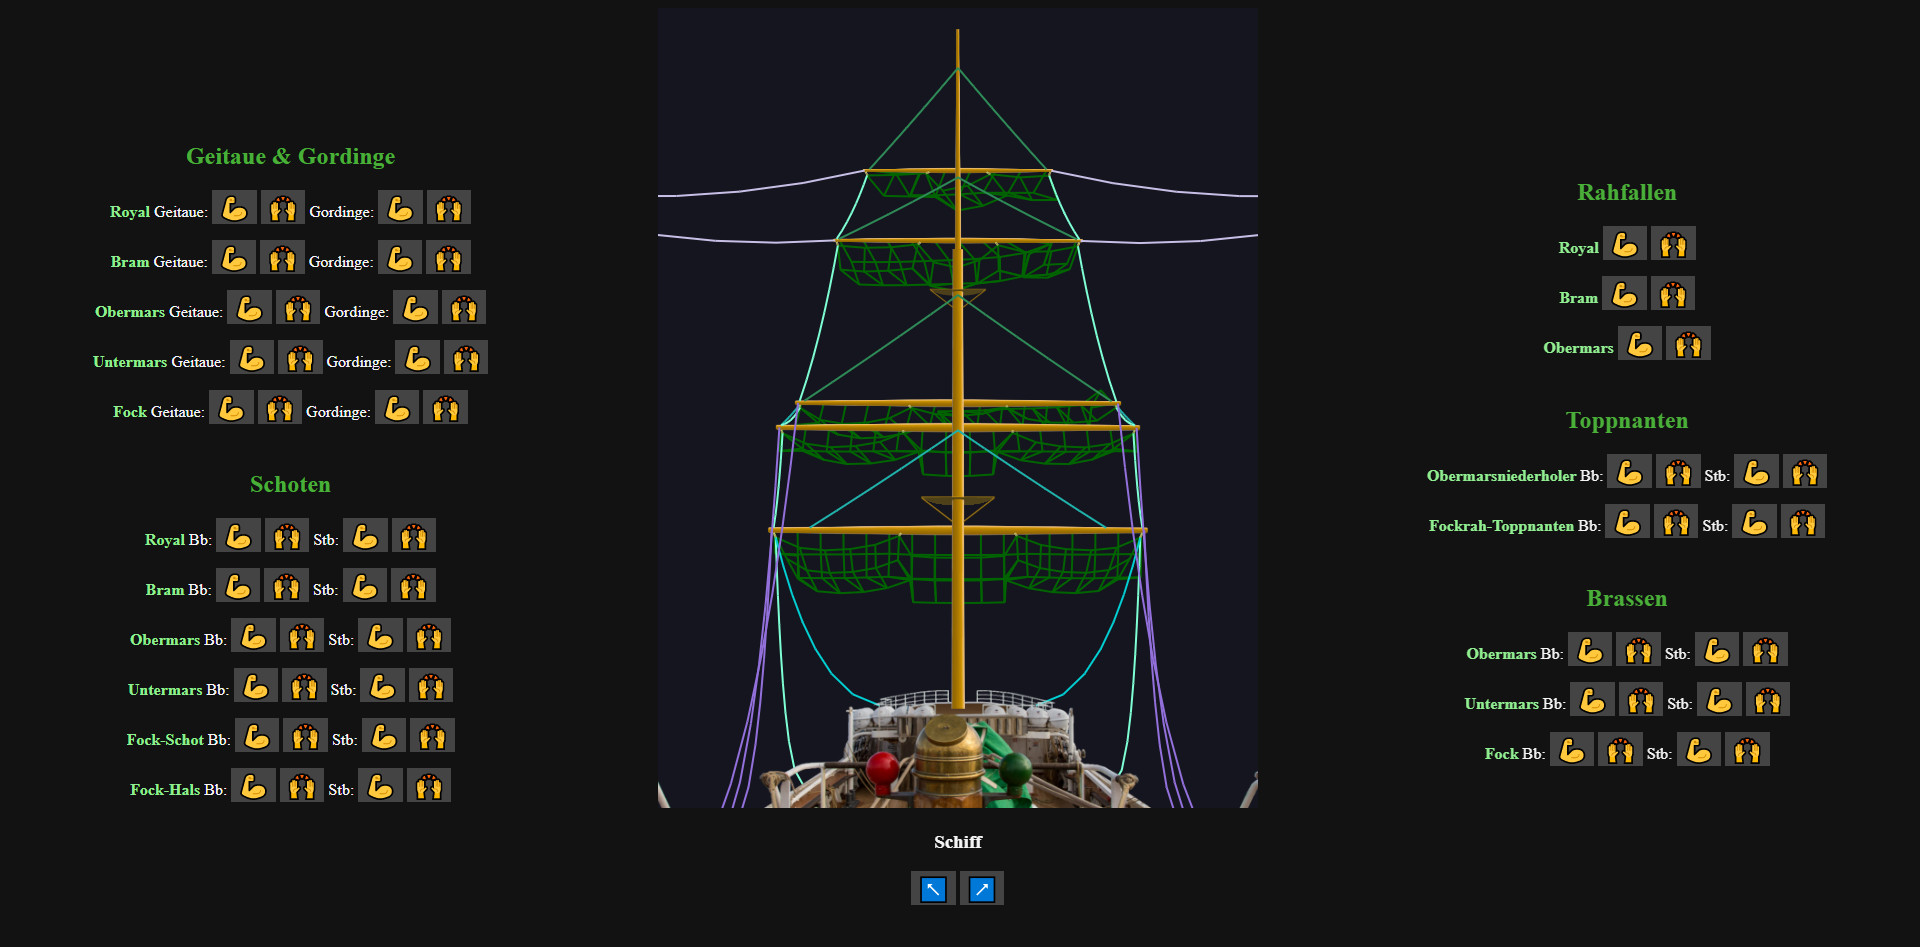 Geitaue & Gordinge
Royal Geitaue: Gordinge:
Bram Geitaue: Gordinge:
Obermars Geitaue: Gordinge:
Untermars Geitaue: Gordinge:
Fock Geitaue: Gordinge:
Schoten
Royal Bb: Stb:
Bram Bb: Stb:
Obermars Bb: Stb:
Untermars Bb: Stb:
Fock-Schot Bb: Stb:
Fock-Hals Bb: Stb:
Schiff
Rahfallen
Royal
Bram
Obermars
Toppnanten
Obermarsniederholer Bb: Stb:
Fockrah-Toppnanten Bb: Stb:
Brassen
Obermars Bb: Stb:
Untermars Bb: Stb:
Fock Bb: Stb: